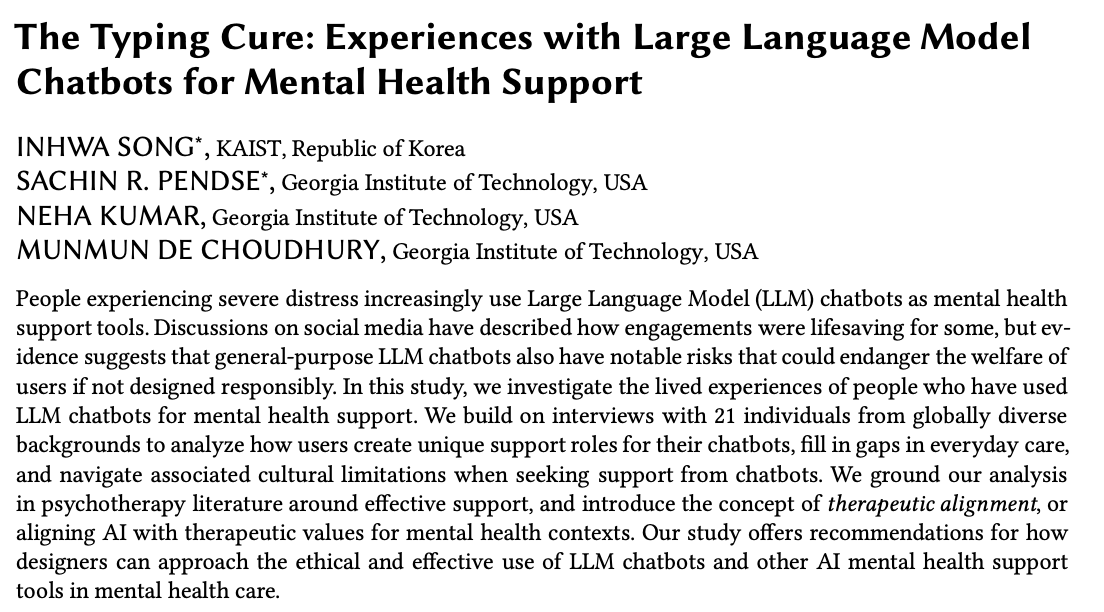 The Typing Cure: Experiences with Large Language Model
Chatbots for Mental Health Support
INHWA SONG*, KAIST, Republic of Korea
SACHIN R. PENDSE*, Georgia Institute of Technology, USA
NEHA KUMAR, Georgia Institute of Technology, USA
MUNMUN DE CHOUDHURY, Georgia Institute of Technology, USA
People experiencing severe distress increasingly use Large Language Model (LLM) chatbots as mental health
support tools. Discussions on social media have described how engagements were lifesaving for some, but ev-
idence suggests that general-purpose LLM chatbots also have notable risks that could endanger the welfare of
users if not designed responsibly. In this study, we investigate the lived experiences of people who have used
LLM chatbots for mental health support. We build on interviews with 21 individuals from globally diverse
backgrounds to analyze how users create unique support roles for their chatbots, fill in gaps in everyday care,
and navigate associated cultural limitations when seeking support from chatbots. We ground our analysis
in psychotherapy literature around effective support, and introduce the concept of therapeutic alignment, or
aligning AI with therapeutic values for mental health contexts. Our study offers recommendations for how
designers can approach the ethical and effective use of LLM chatbots and other AI mental health support
tools in mental health care.